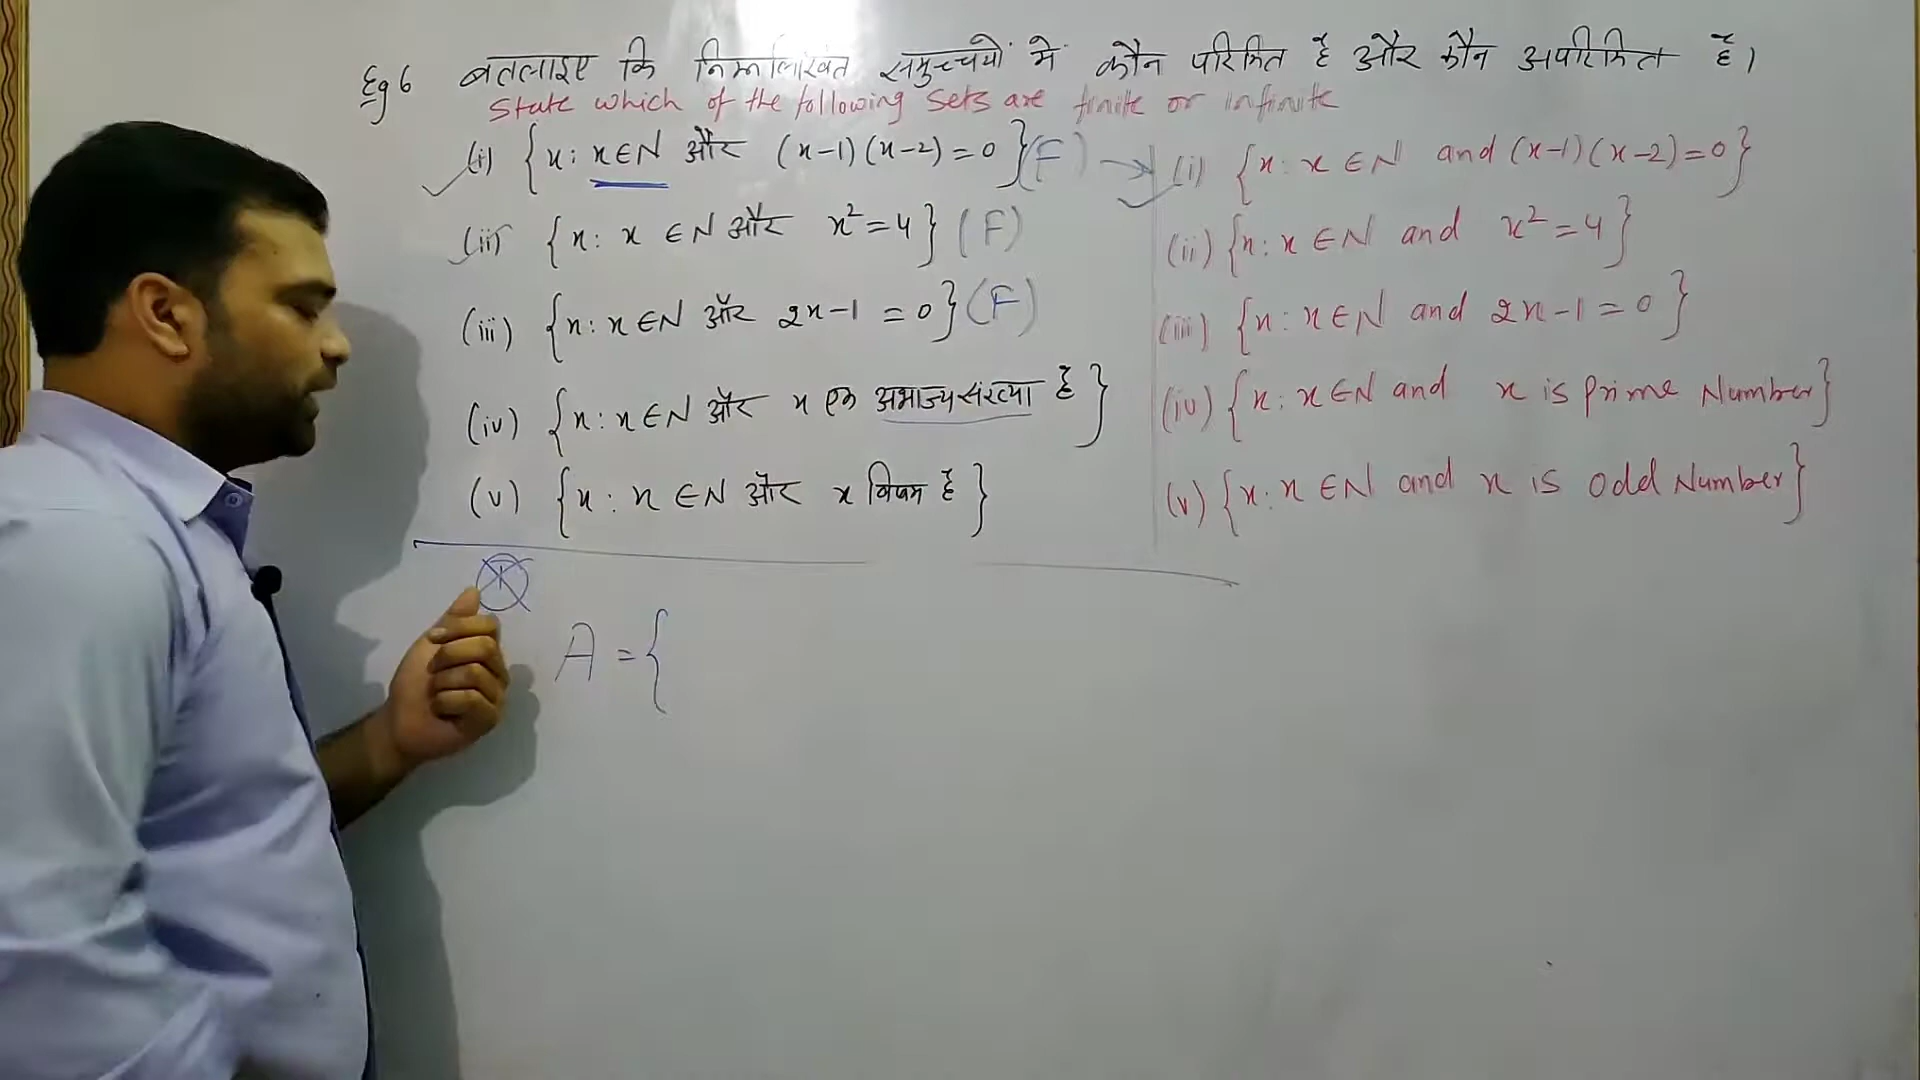 Eg 6 बतलाइए कि निम्नलिखित समुच्चयों में कौन परिमित है और कौन अपरिमित है।
State which of the following Sets are finite or infinite
(i) {x : x ∈ N और (x-1)(x-2) = 0} (F) → (i) {x : x ∈ N and (x-1)(x-2) = 0}
(ii) {x : x ∈ N और x² = 4} (F) (ii) {x : x ∈ N and x² = 4}
(iii) {x : x ∈ N और 2x-1 = 0} (F) (iii) {x : x ∈ N and 2x-1 = 0}
(iv) {x : x ∈ N और x एक अभाज्य संख्या है} (iv) {x : x ∈ N and x is prime Number}
(v) {x : x ∈ N और x विषम है} (v) {x : x ∈ N and x is odd Number}
A = {